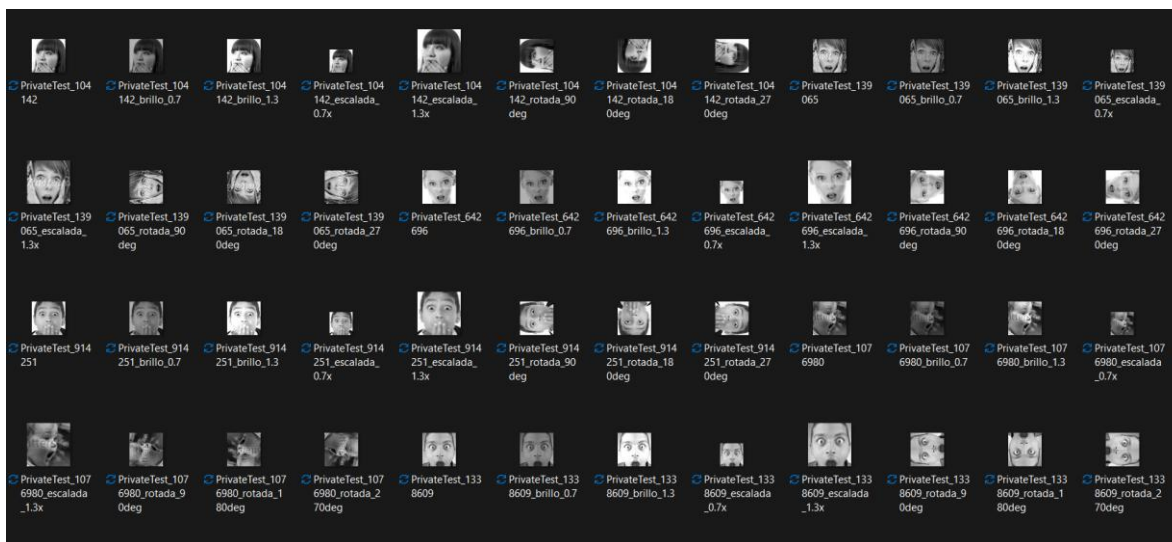 PrivateTest_104
142
PrivateTest_104
142_brillo_0.7
PrivateTest_104
142_brillo_1.3
PrivateTest_104
142_escalada_
0.7x
PrivateTest_104
142_escalada_
1.3x
PrivateTest_104
142_rotada_90
deg
PrivateTest_104
142_rotada_18
0deg
PrivateTest_104
142_rotada_27
0deg
PrivateTest_139
065
PrivateTest_139
065_brillo_0.7
PrivateTest_139
065_brillo_1.3
PrivateTest_139
065_escalada_
0.7x
PrivateTest_139
065_escalada_
1.3x
PrivateTest_139
065_rotada_90
deg
PrivateTest_139
065_rotada_18
0deg
PrivateTest_139
065_rotada_27
0deg
PrivateTest_642
696
PrivateTest_642
696_brillo_0.7
PrivateTest_642
696_brillo_1.3
PrivateTest_642
696_escalada_
0.7x
PrivateTest_642
696_escalada_
1.3x
PrivateTest_642
696_rotada_90
deg
PrivateTest_642
696_rotada_18
0deg
PrivateTest_642
696_rotada_27
0deg
PrivateTest_914
251
PrivateTest_914
251_brillo_0.7
PrivateTest_914
251_brillo_1.3
PrivateTest_914
251_escalada_
0.7x
PrivateTest_914
251_escalada_
1.3x
PrivateTest_914
251_rotada_90
deg
PrivateTest_914
251_rotada_18
0deg
PrivateTest_914
251_rotada_27
0deg
PrivateTest_107
6980
PrivateTest_107
6980_brillo_0.7
PrivateTest_107
6980_brillo_1.3
PrivateTest_107
6980_escalada
_0.7x
PrivateTest_107
6980_escalada
_1.3x
PrivateTest_107
6980_rotada_9
0deg
PrivateTest_107
6980_rotada_1
80deg
PrivateTest_107
6980_rotada_2
70deg
PrivateTest_133
8609
PrivateTest_133
8609_brillo_0.7
PrivateTest_133
8609_brillo_1.3
PrivateTest_133
8609_escalada
_0.7x
PrivateTest_133
8609_escalada
_1.3x
PrivateTest_133
8609_rotada_9
0deg
PrivateTest_133
8609_rotada_1
80deg
PrivateTest_133
8609_rotada_2
70deg